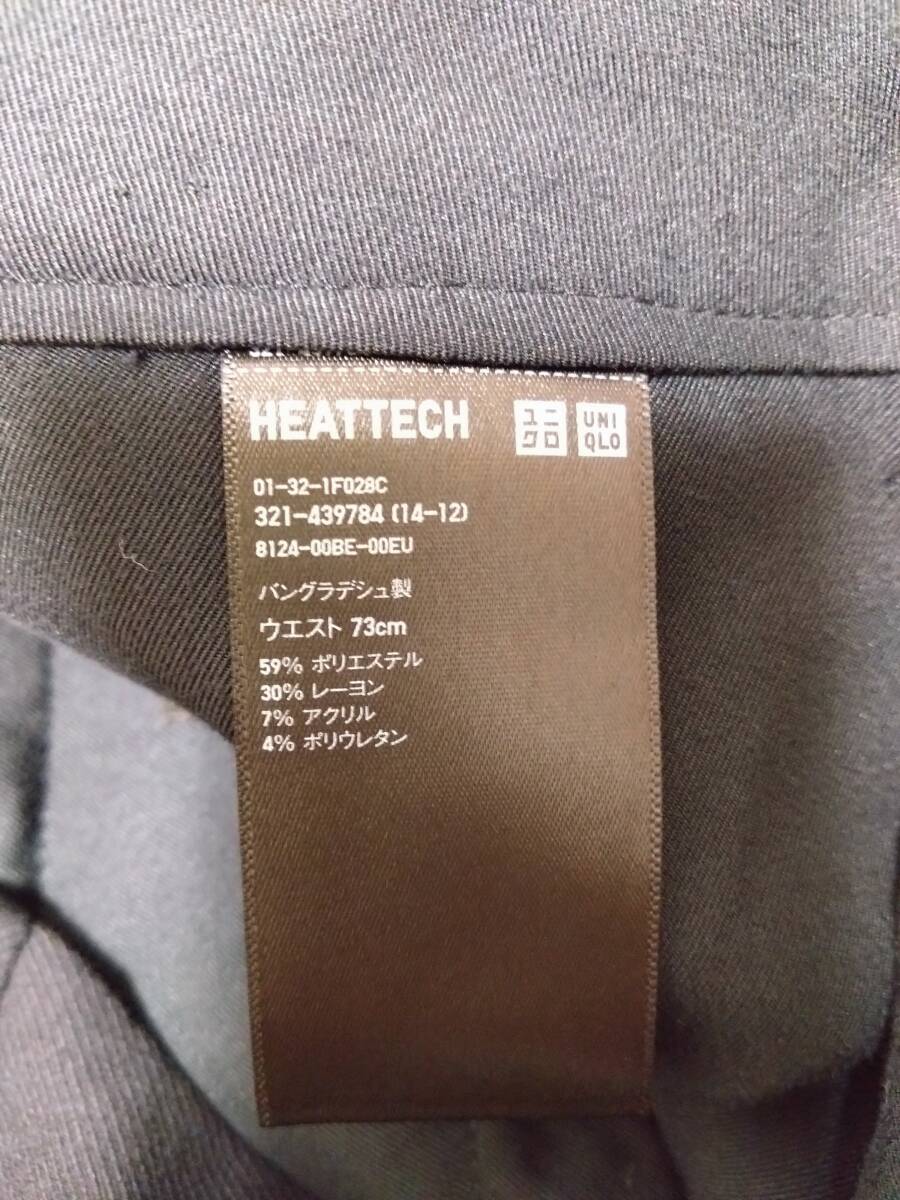 HEATTECH ユニクロ UNIQLO
01-32-1F028C
321-439784 (14-12)
8124-00BE-00EU
バングラデシュ製
ウエスト 73cm
59% ポリエステル
30% レーヨン
7% アクリル
4% ポリウレタン